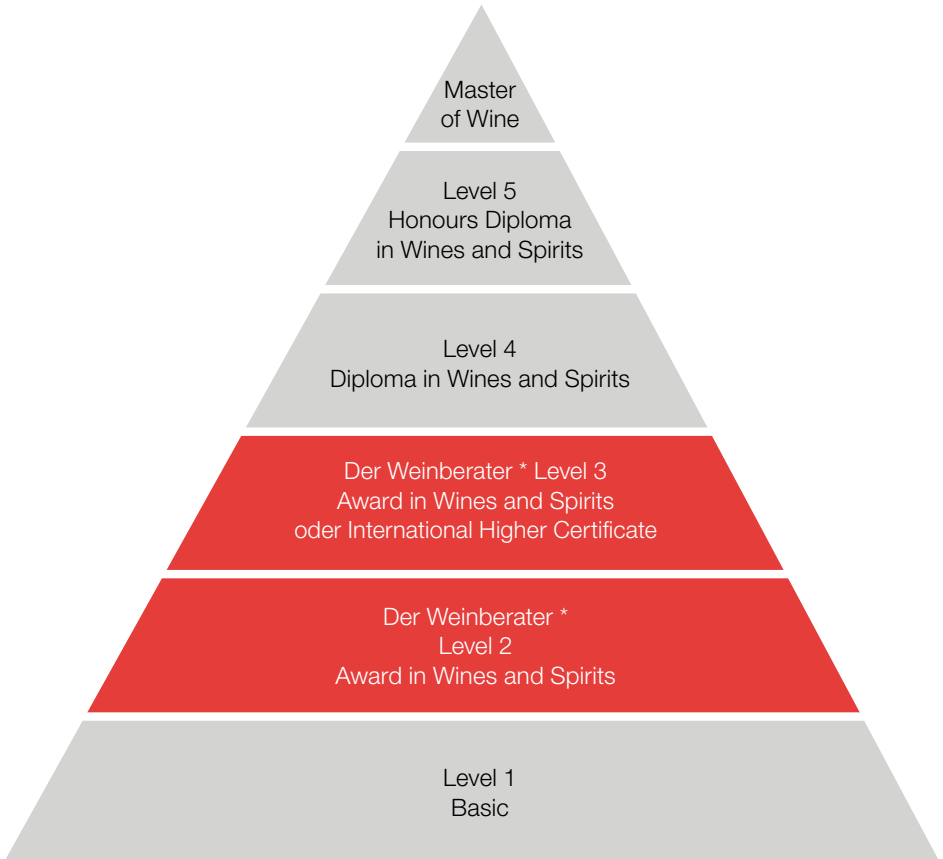 Master
of Wine
Level 5
Honours Diploma
in Wines and Spirits
Level 4
Diploma in Wines and Spirits
Der Weinberater * Level 3
Award in Wines and Spirits
oder International Higher Certificate
Der Weinberater *
Level 2
Award in Wines and Spirits
Level 1
Basic